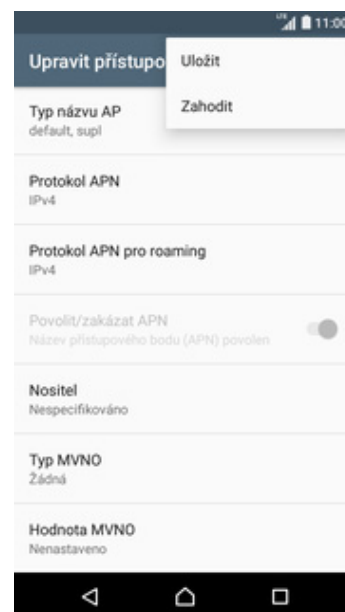 LTE 11:00
Upravit přístupo
Uložit
Zahodit
Typ názvu AP
default, supl
Protokol APN
IPv4
Protokol APN pro roaming
IPv4
Povolit/zakázat APN
Název přístupového bodu (APN) povolen
Nositel
Nespecifikováno
Typ MVNO
Žádná
Hodnota MVNO
Nenastaveno